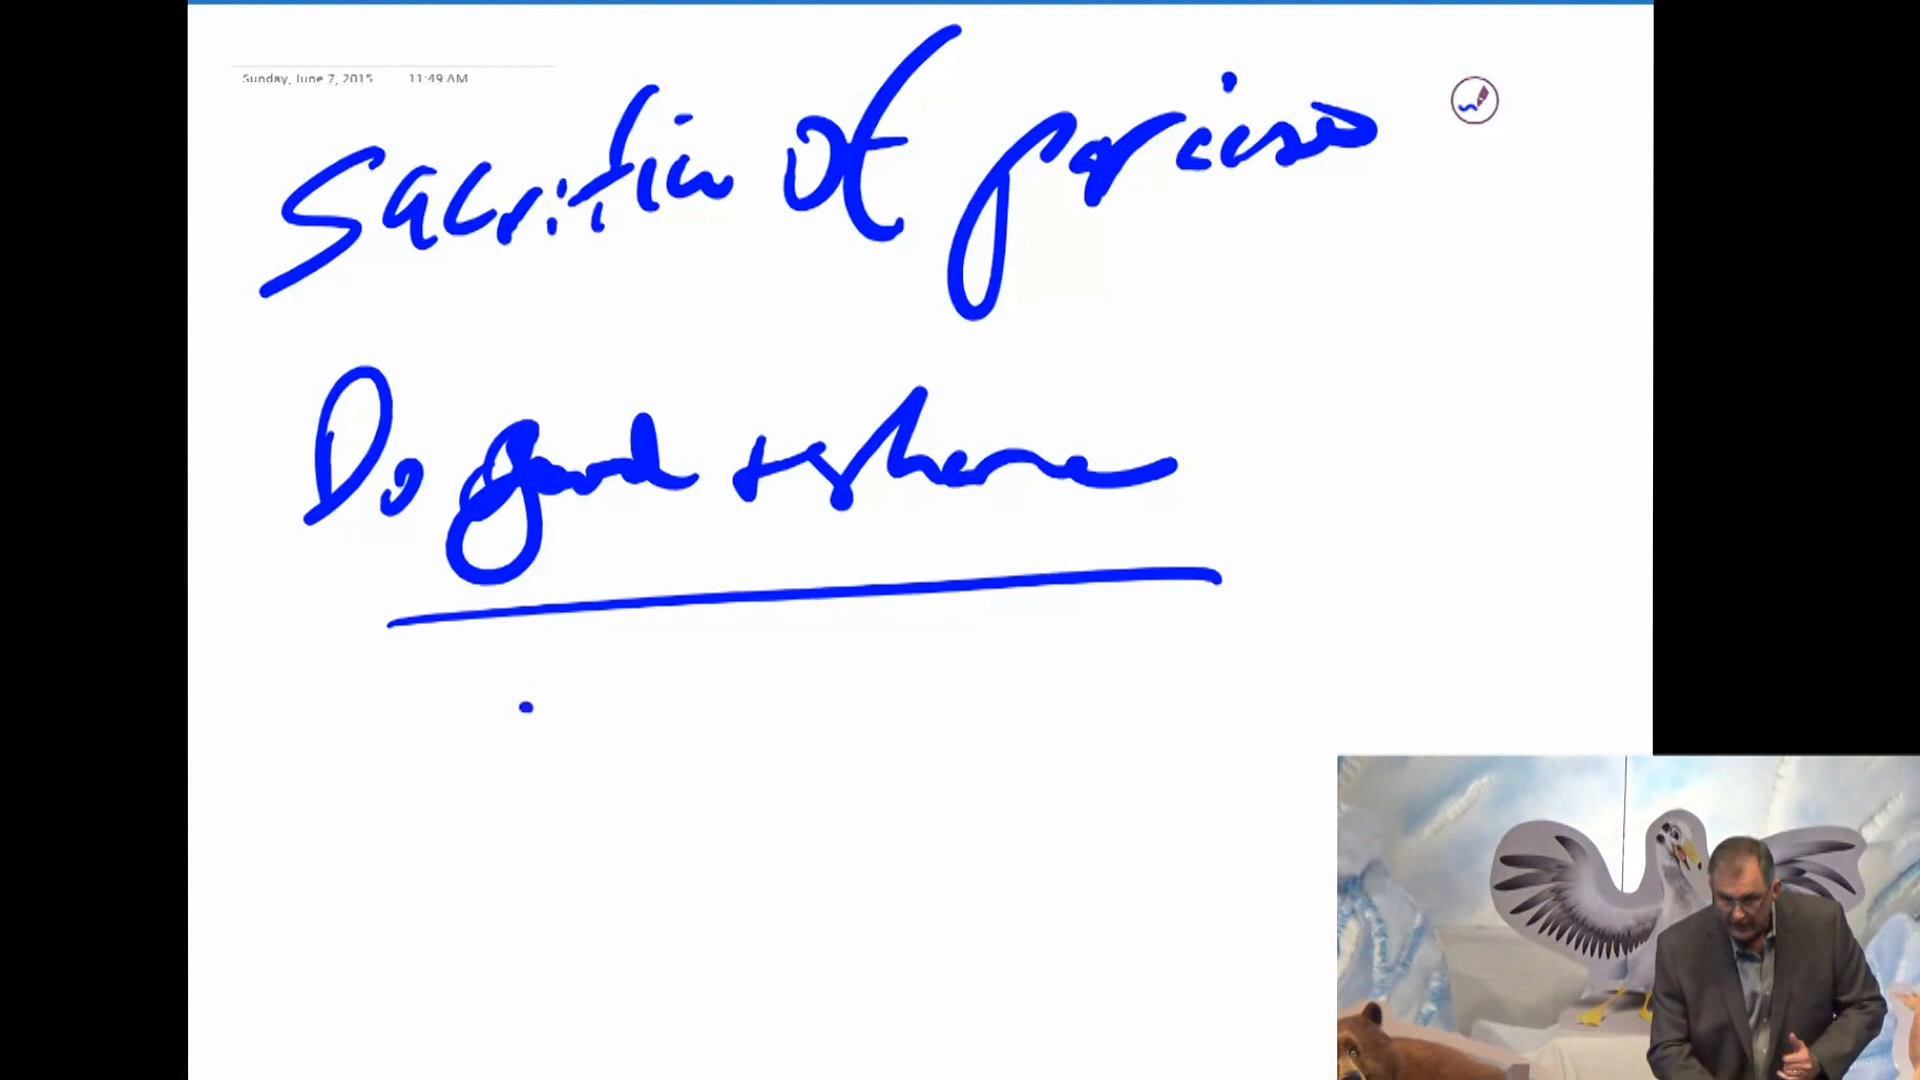 Sunday, June 7, 2015 11:49 AM
Sacrifice of praise
Do good + share